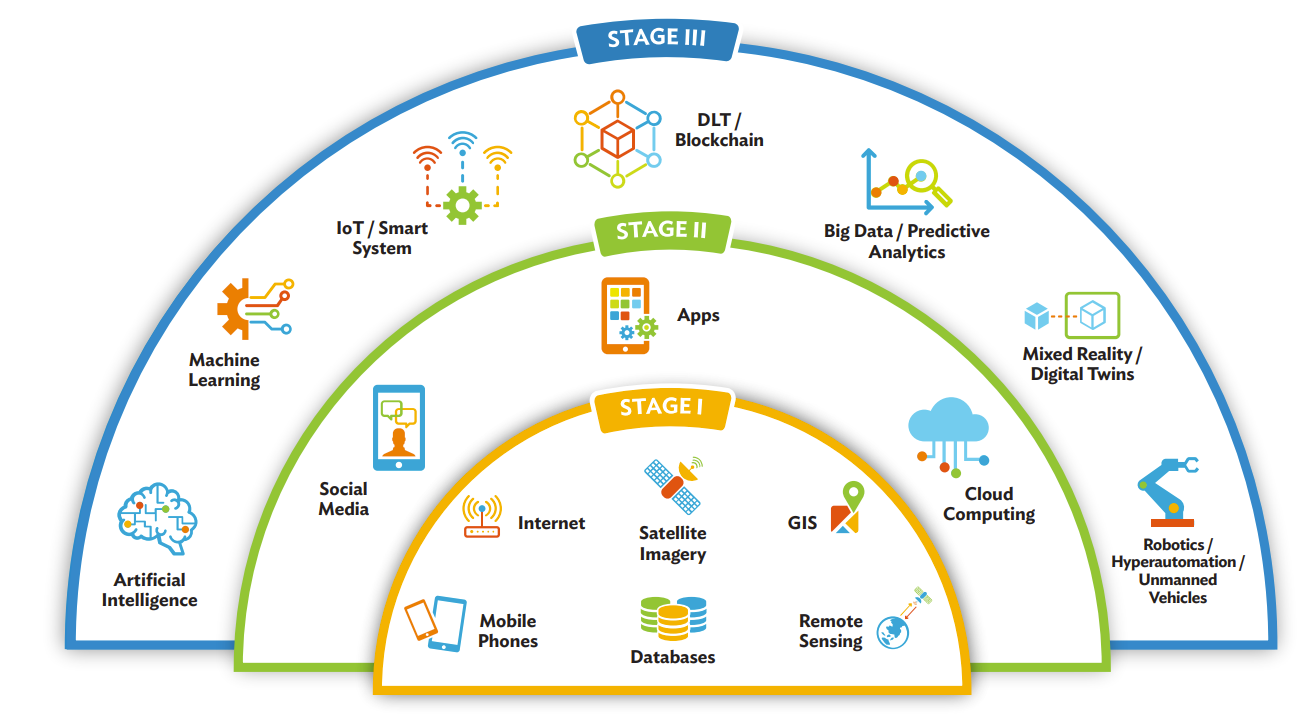 STAGE III
DLT /
Blockchain
IoT / Smart
System
Big Data / Predictive
Analytics
Machine
Learning
Mixed Reality /
Digital Twins
Artificial
Intelligence
Robotics /
Hyperautomation /
Unmanned
Vehicles
STAGE II
Apps
Social
Media
Cloud
Computing
STAGE I
Internet
Satellite
Imagery
GIS
Mobile
Phones
Databases
Remote
Sensing